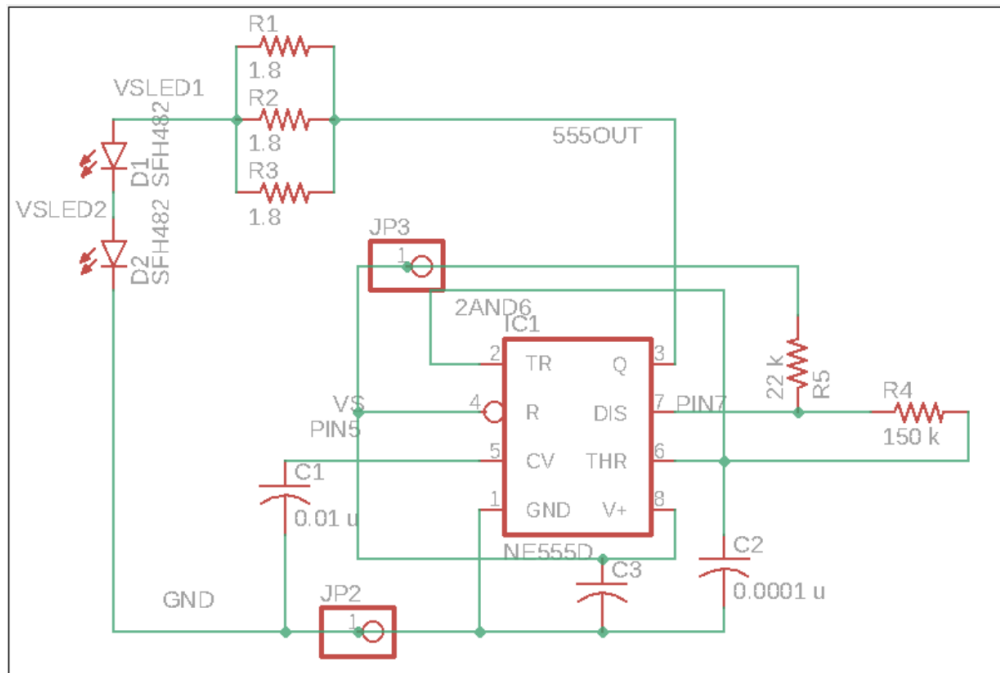 R1
1.8
VSLED1
R2
1.8
555OUT
D1
SFH482
R3
1.8
VSLED2
D2
SFH482
JP3
1
2AND6
IC1
2
TR
Q
3
22 k
R5
VS
4
R
DIS
7
PIN7
R4
150 k
PIN5
5
CV
THR
6
C1
0.01 u
1
GND
V+
8
NE555D
C2
0.0001 u
C3
GND
JP2
1